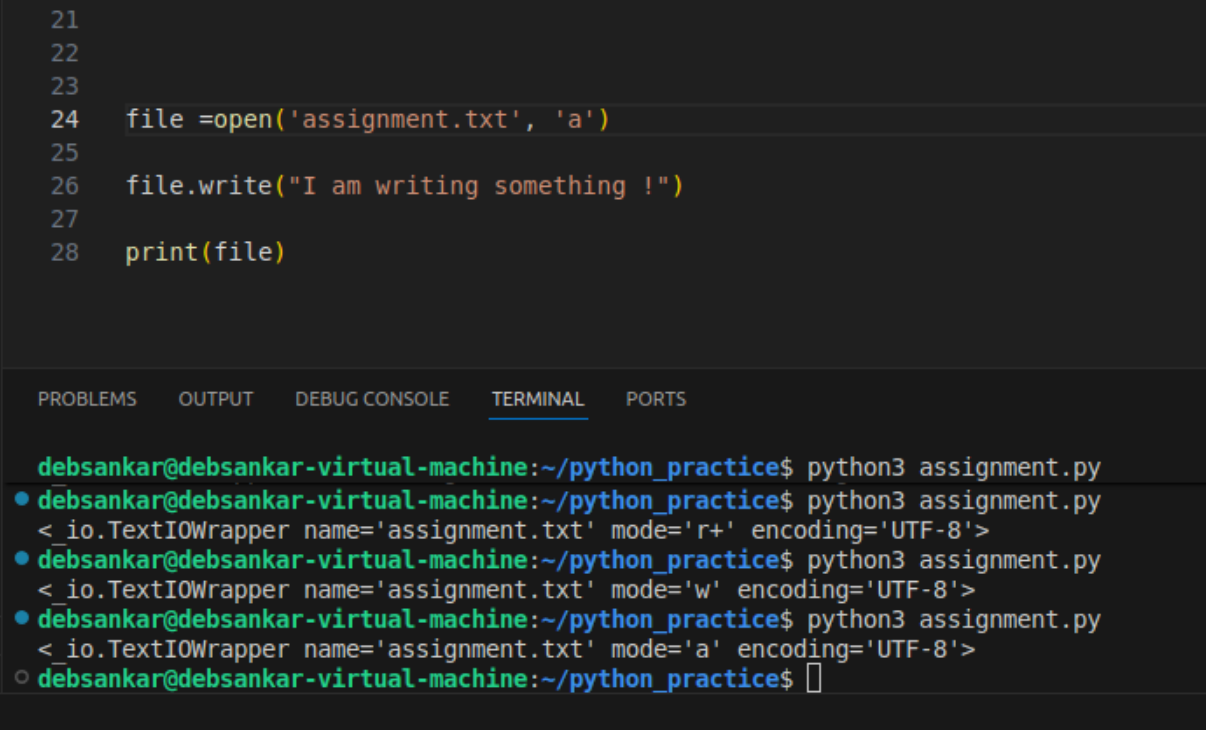 21
22
23
24 file =open('assignment.txt', 'a')
25
26 file.write("I am writing something !")
27
28 print(file)
PROBLEMS OUTPUT DEBUG CONSOLE TERMINAL PORTS
debsankar@debsankar-virtual-machine:~/python_practice$ python3 assignment.py
debsankar@debsankar-virtual-machine:~/python_practice$ python3 assignment.py
<_io.TextIOWrapper name='assignment.txt' mode='r+' encoding='UTF-8'>
debsankar@debsankar-virtual-machine:~/python_practice$ python3 assignment.py
<_io.TextIOWrapper name='assignment.txt' mode='w' encoding='UTF-8'>
debsankar@debsankar-virtual-machine:~/python_practice$ python3 assignment.py
<_io.TextIOWrapper name='assignment.txt' mode='a' encoding='UTF-8'>
debsankar@debsankar-virtual-machine:~/python_practice$